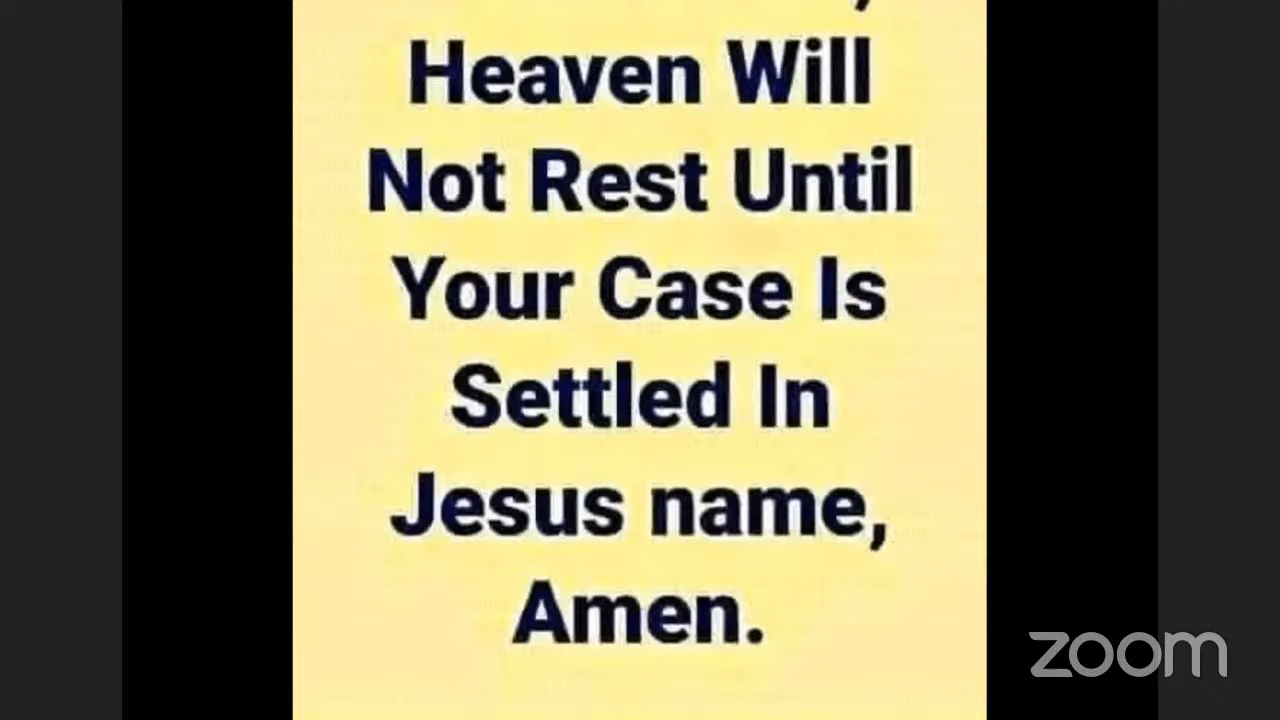 Heaven Will
Not Rest Until
Your Case Is
Settled In
Jesus name,
Amen.
zoom